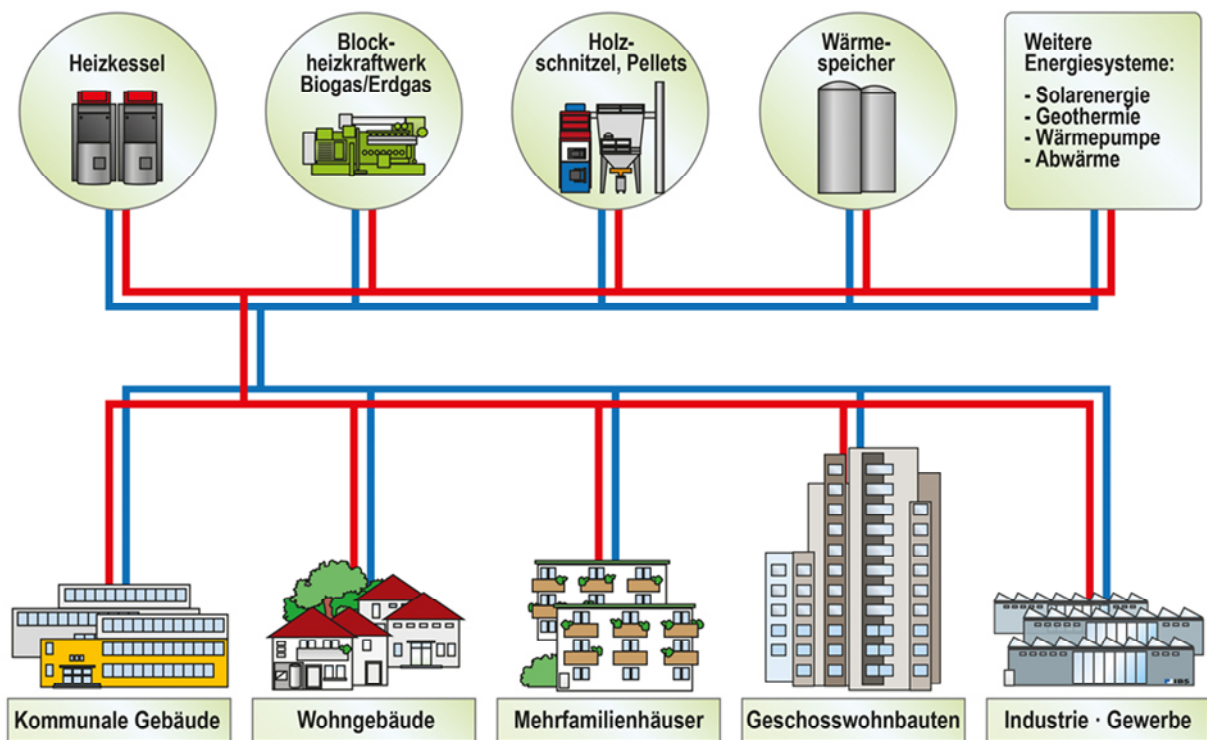 Heizkessel
Block-
heizkraftwerk
Biogas/Erdgas
Holz-
schnitzel, Pellets
Wärme-
speicher
Weitere
Energiesysteme:
- Solarenergie
- Geothermie
- Wärmepumpe
- Abwärme
IBS
Kommunale Gebäude
Wohngebäude
Mehrfamilienhäuser
Geschosswohnbauten
Industrie · Gewerbe